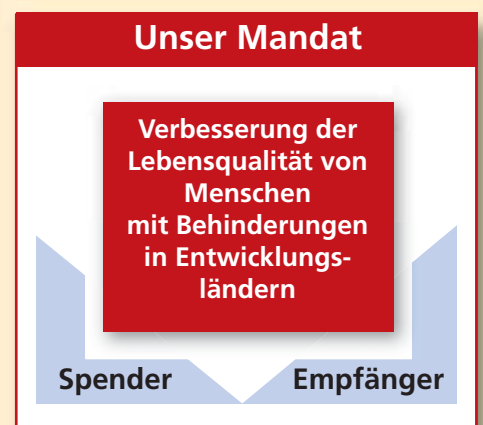 Unser Mandat
Verbesserung der
Lebensqualität von
Menschen
mit Behinderungen
in Entwicklungs-
ländern
Spender Empfänger